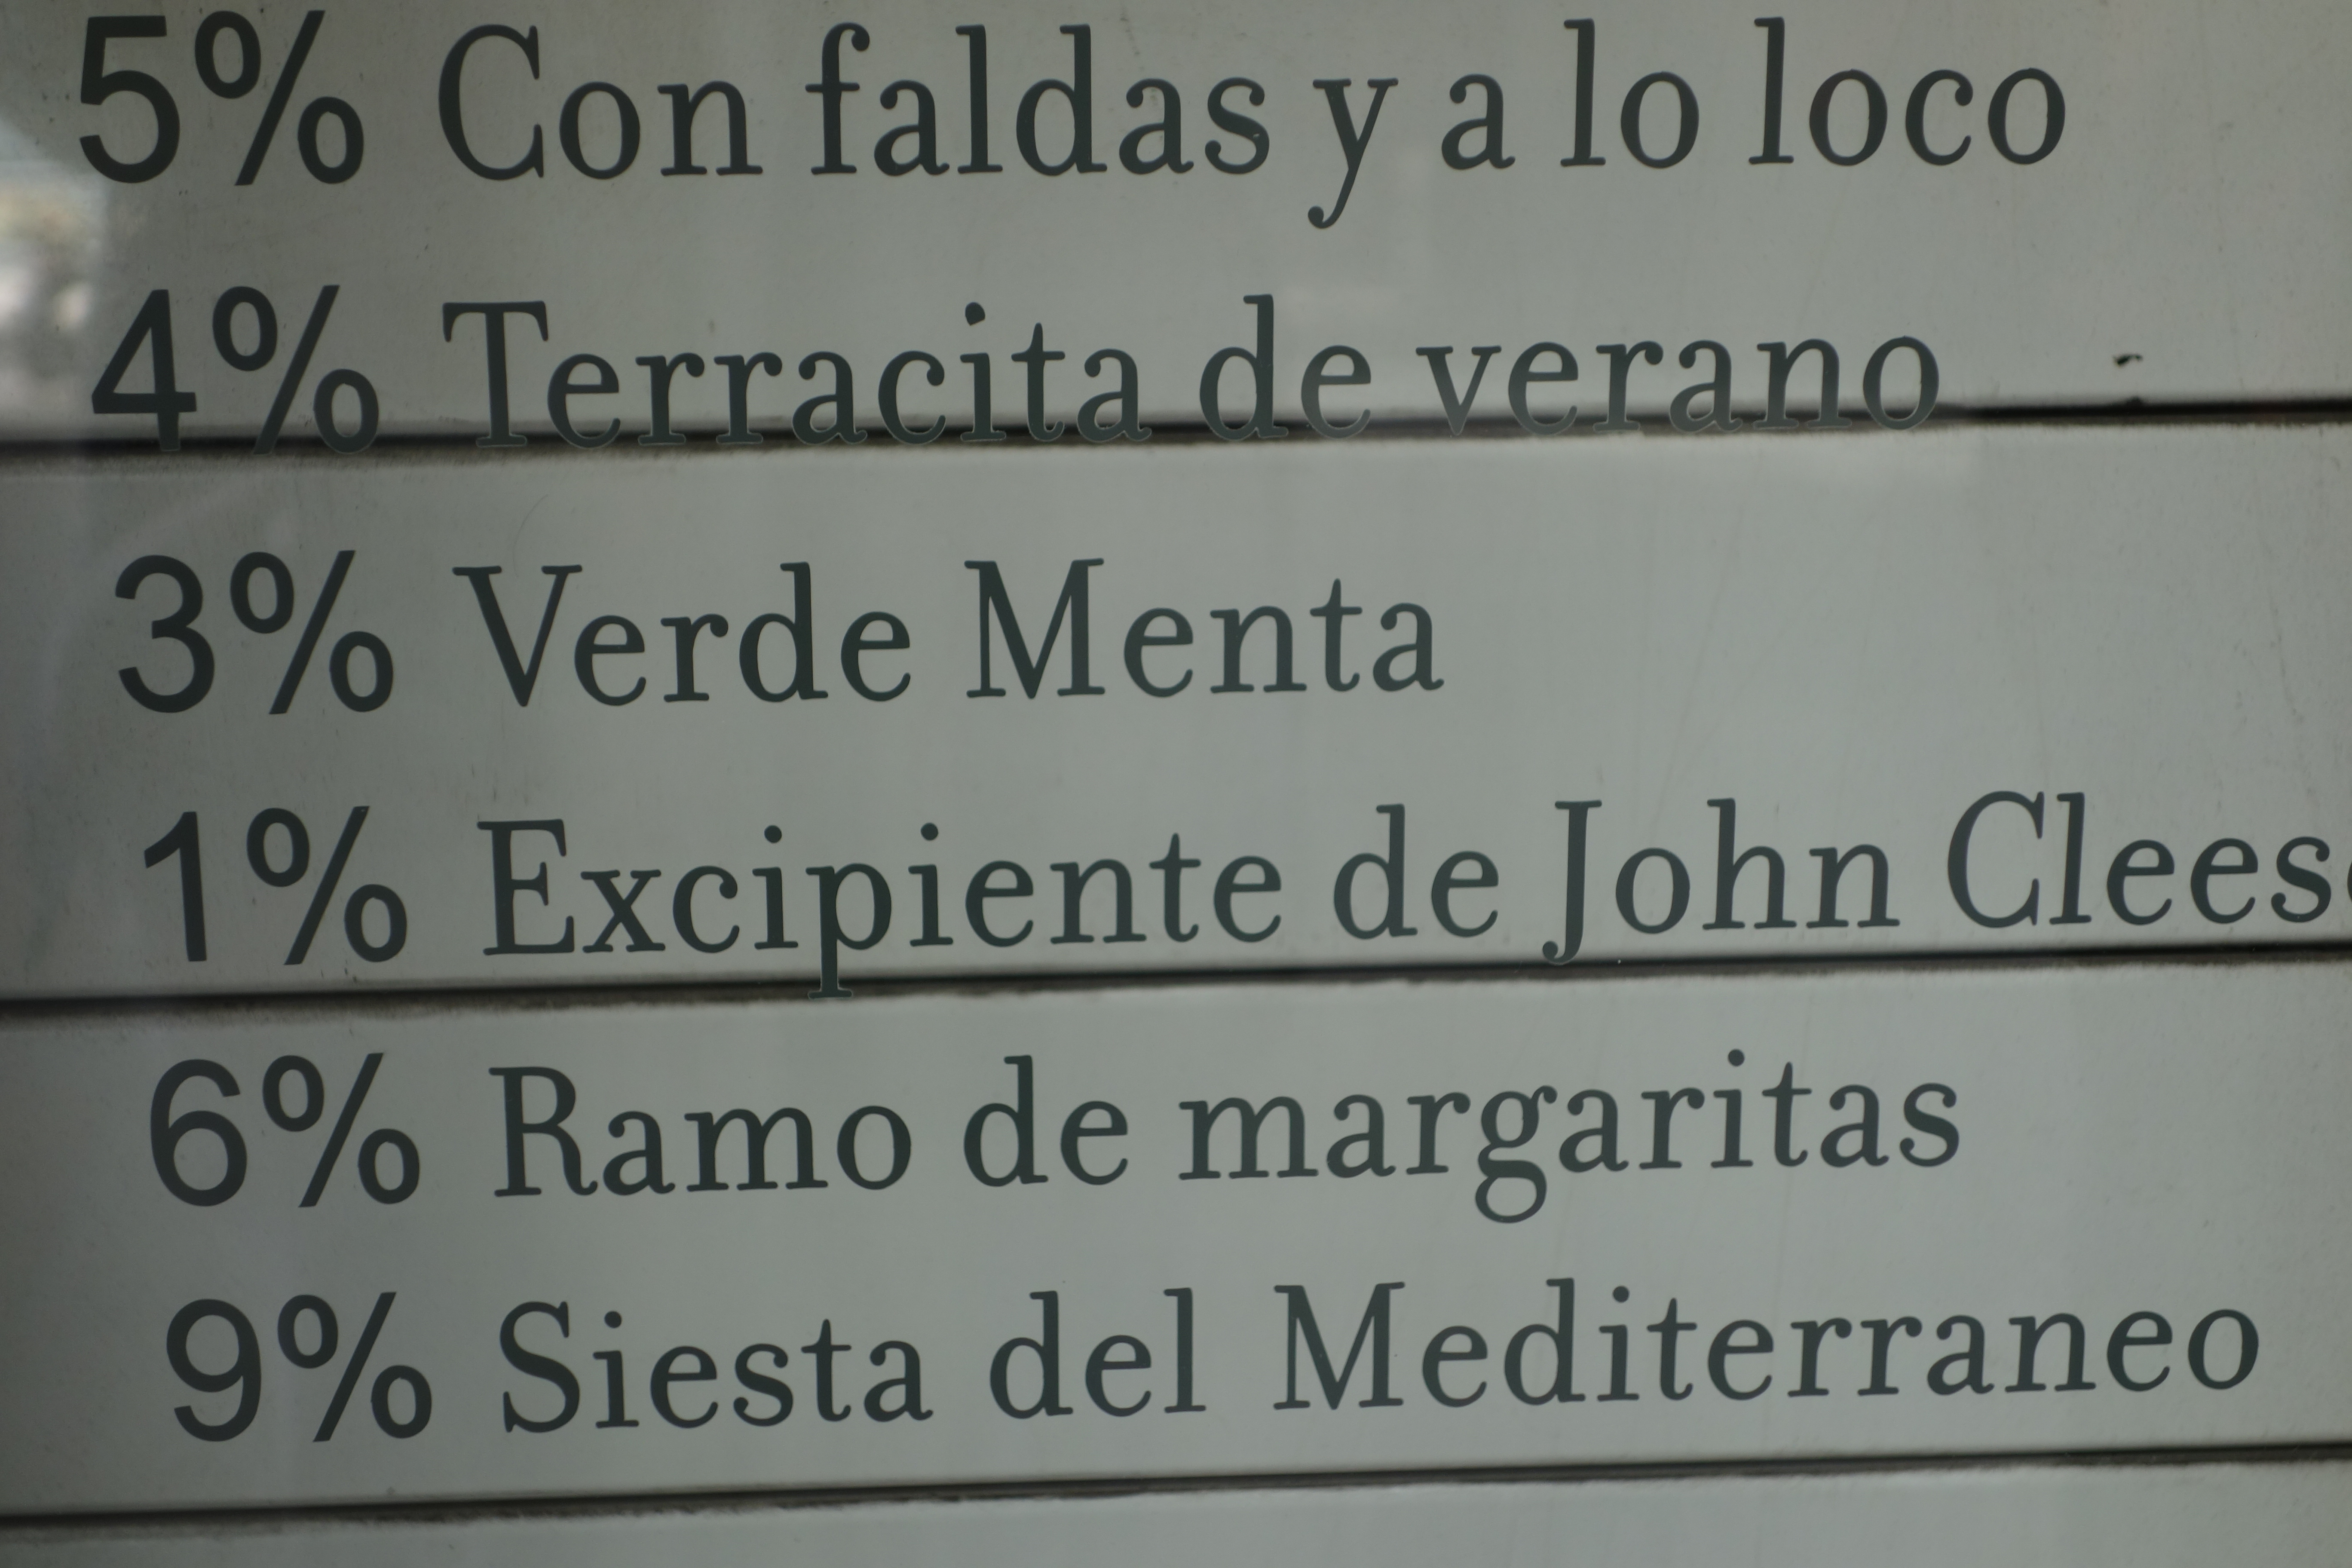 5% Con faldas y a lo loco
4% Terracita de verano
3% Verde Menta
1% Excipiente de John Cleese
6% Ramo de margaritas
9% Siesta del Mediterraneo